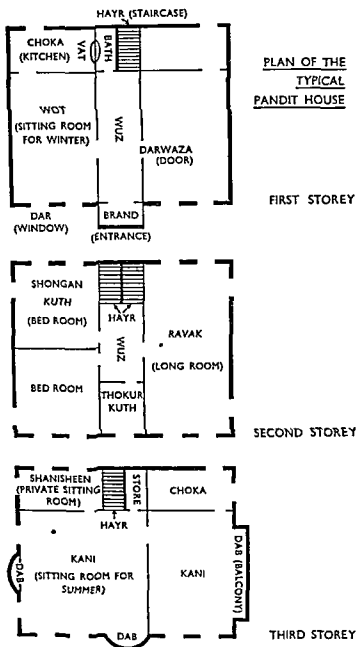 HAYR (STAIRCASE)
CHOKA
(KITCHEN)
VAT
BATH
PLAN OF THE
TYPICAL
PANDIT HOUSE
WOT
(SITTING ROOM
FOR WINTER)
WUZ
DARWAZA
(DOOR)
FIRST STOREY
DAR
(WINDOW)
BRAND
(ENTRANCE)
SHONGAN
KUTH
(BED ROOM)
HAYR
WUZ
RAVAK
(LONG ROOM)
BED ROOM
THOKUR
KUTH
SECOND STOREY
SHANISHEEN
(PRIVATE SITTING
ROOM)
STORE
CHOKA
HAYR
DAB
KANI
(SITTING ROOM FOR
SUMMER)
KANI
DAB (BALCONY)
DAB
THIRD STOREY